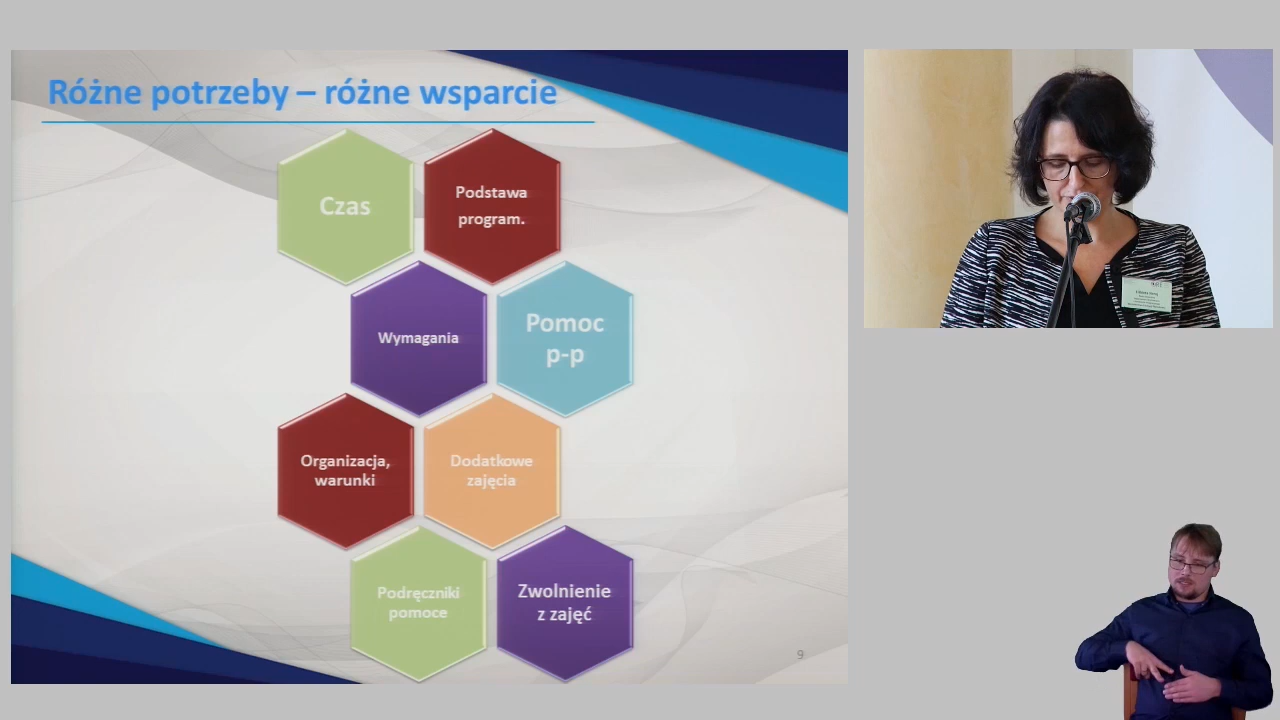 Różne potrzeby – różne wsparcie
Czas
Podstawa
program.
Wymagania
Pomoc
p-p
Organizacja,
warunki
Dodatkowe
zajęcia
Podręczniki
pomoce
Zwolnienie
z zajęć
9